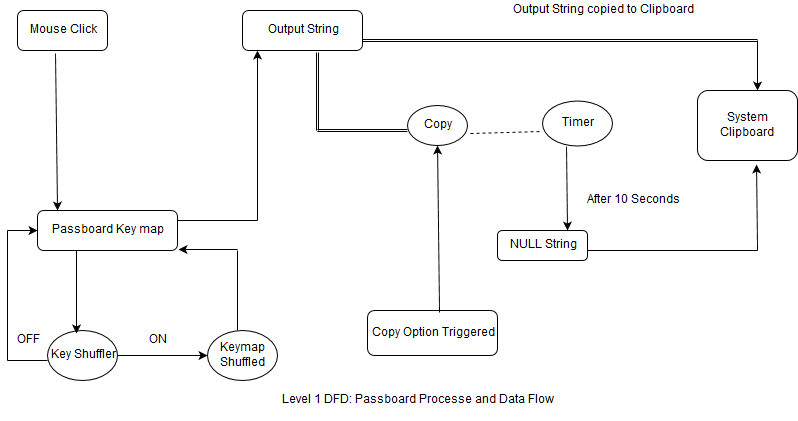 Output String copied to Clipboard
Mouse Click
Output String
Copy
Timer
System
Clipboard
After 10 Seconds
Passboard Key map
NULL String
OFF
ON
Key Shuffler
Keymap
Shuffled
Copy Option Triggered
Level 1 DFD: Passboard Processe and Data Flow